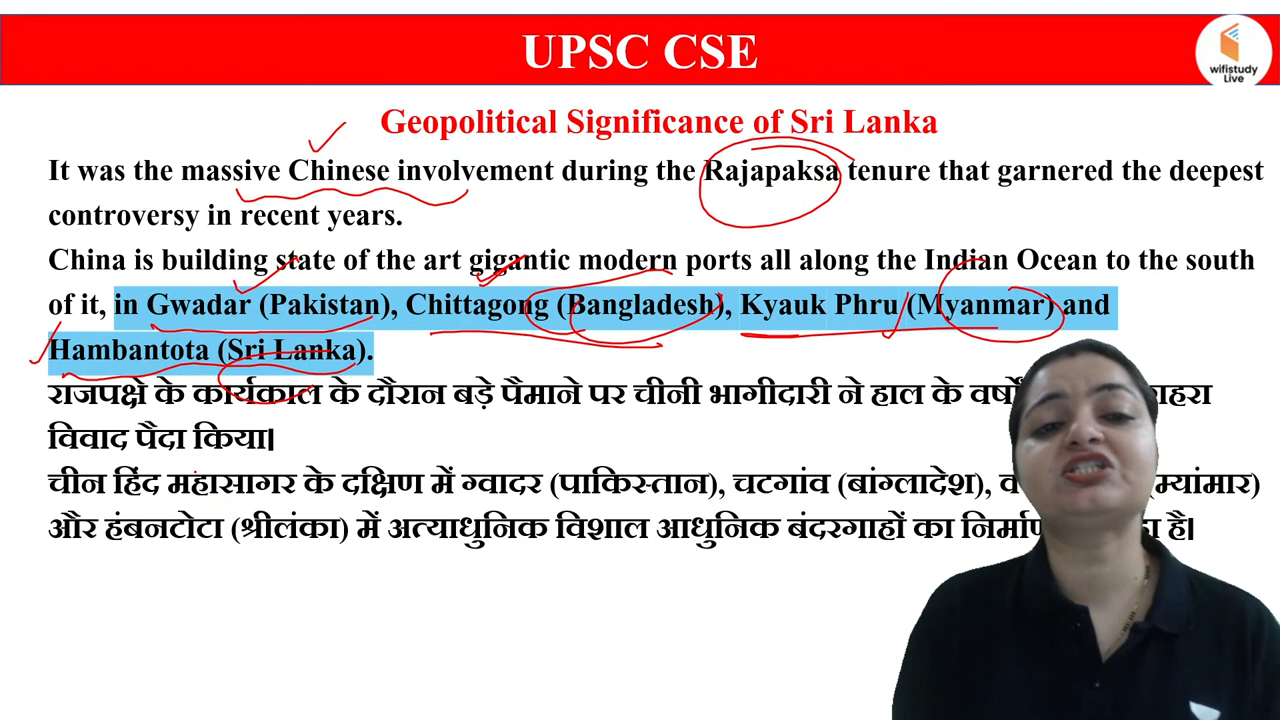 UPSC CSE
wifistudy
Live
Geopolitical Significance of Sri Lanka
It was the massive Chinese involvement during the Rajapaksa tenure that garnered the deepest
controversy in recent years.
China is building state of the art gigantic modern ports all along the Indian Ocean to the south
of it, in Gwadar (Pakistan), Chittagong (Bangladesh), Kyauk Phru (Myanmar) and
Hambantota (Sri Lanka).
राजपक्षे के कार्यकाल के दौरान बड़े पैमाने पर चीनी भागीदारी ने हाल के वर्षों
विवाद पैदा किया।
चीन हिंद महासागर के दक्षिण में ग्वादर (पाकिस्तान), चटगांव (बांग्लादेश), (म्यांमार)
और हंबनटोटा (श्रीलंका) में अत्याधुनिक विशाल आधुनिक बंदरगाहों का है।